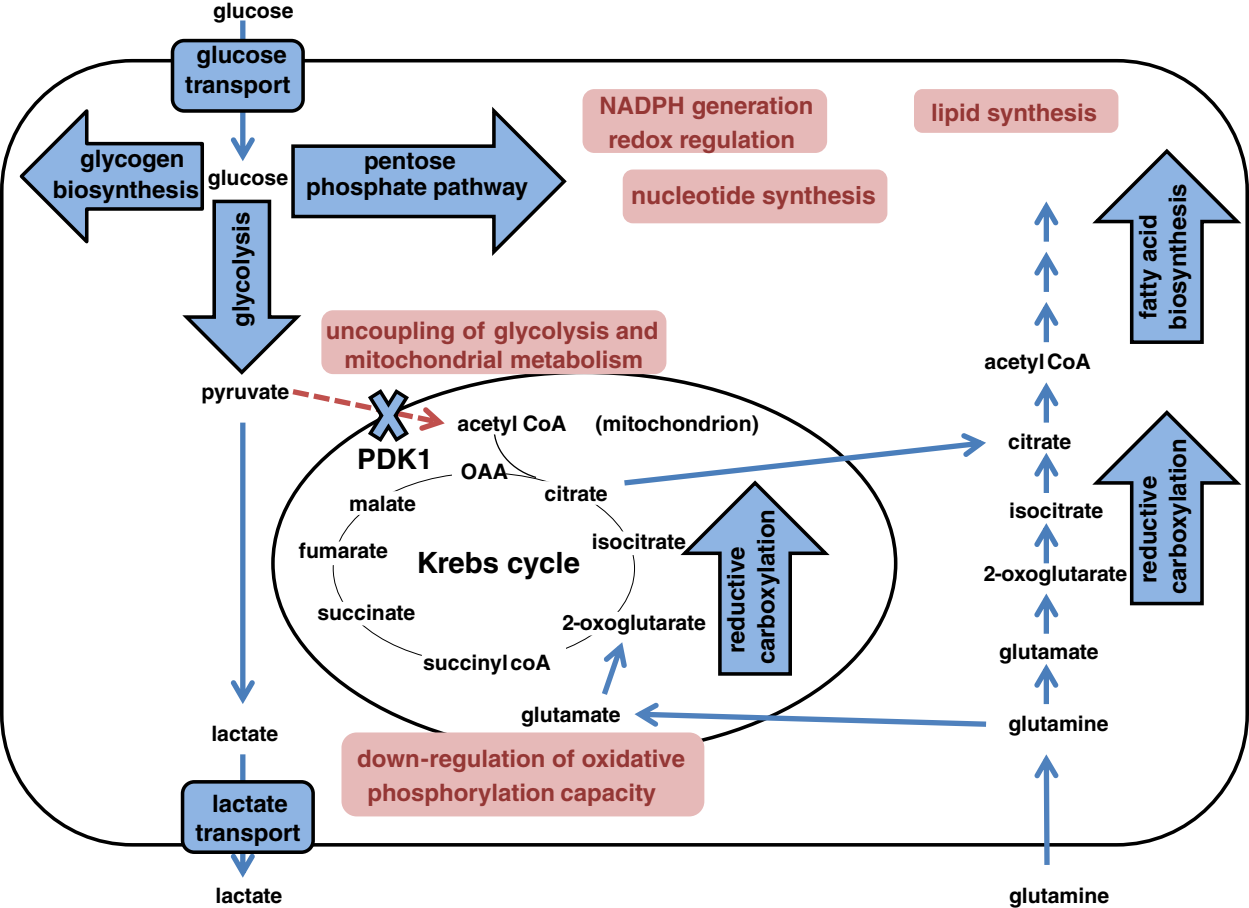 glucose
glucose
transport
glycogen
biosynthesis
glucose
pentose
phosphate pathway
NADPH generation
redox regulation
nucleotide synthesis
lipid synthesis
fatty acid
biosynthesis
glycolysis
uncoupling of glycolysis and
mitochondrial metabolism
pyruvate
PDK1
acetyl CoA
(mitochondrion)
OAA
citrate
malate
isocitrate
fumarate
Krebs cycle
succinate
2-oxoglutarate
succinyl coA
glutamate
reductive
carboxylation
acetyl CoA
citrate
isocitrate
2-oxoglutarate
glutamate
glutamine
reductive
carboxylation
lactate
down-regulation of oxidative
phosphorylation capacity
lactate
transport
lactate
glutamine